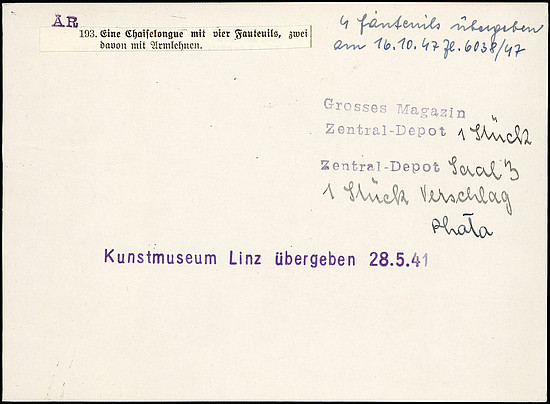 ÄR
193. Eine Chaiselongue mit vier Fauteuils, zwei
davon mit Armlehnen.
4 Fauteuils übergeben
am 16.10.47 Zl. 6038/47
Grosses Magazin
Zentral-Depot 1 Stück
Zentral-Depot Saal 3
1 Stück Verschlag
Kunstmuseum Linz übergeben 28.5.41